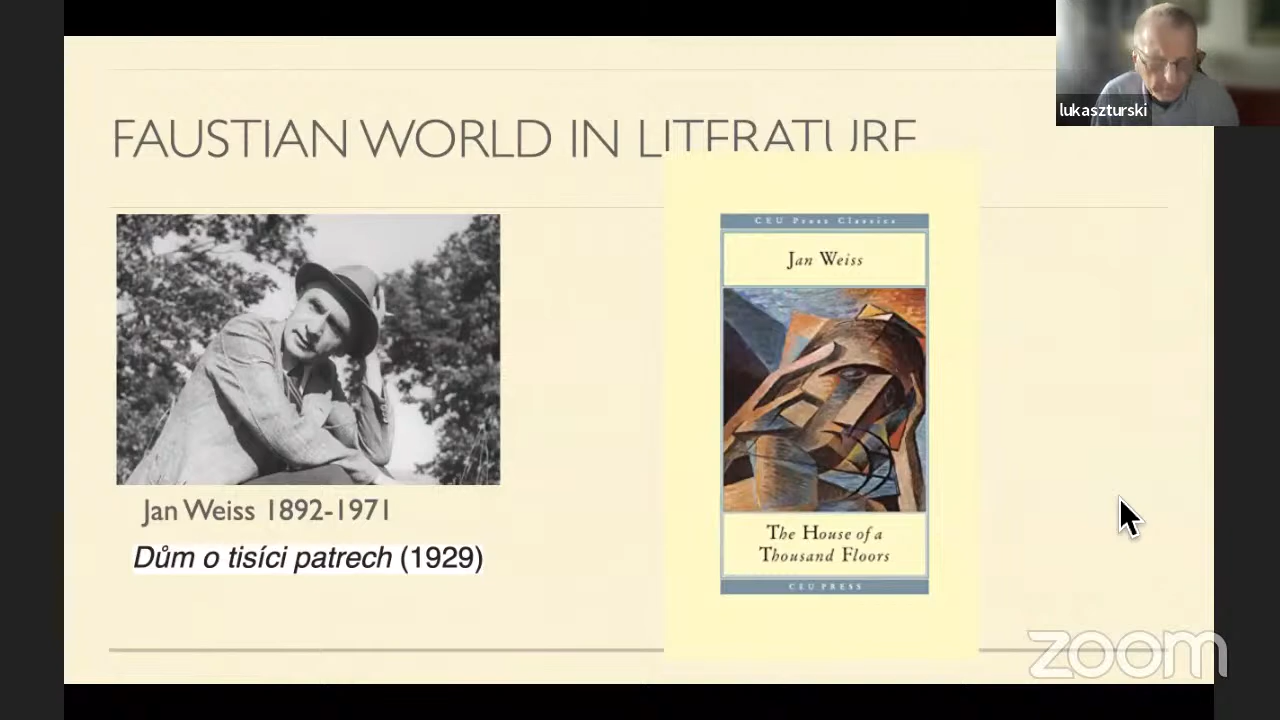 lukaszturski
FAUSTIAN WORLD IN LITERATURE
CEU Press Classics
Jan Weiss
The House of a
Thousand Floors
CEU PRESS
Jan Weiss 1892-1971
Dům o tisíci patrech (1929)
zoom